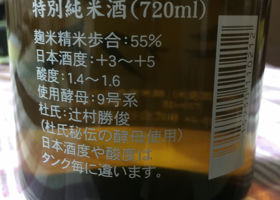 特別純米酒(720ml)
麹米精米歩合:55%
日本酒度:+3〜+5
酸度:1.4〜1.6
使用酵母:9号系
杜氏:辻村勝俊
(杜氏秘伝の酵母使用)
日本酒度や酸度は
タンク毎に違います。